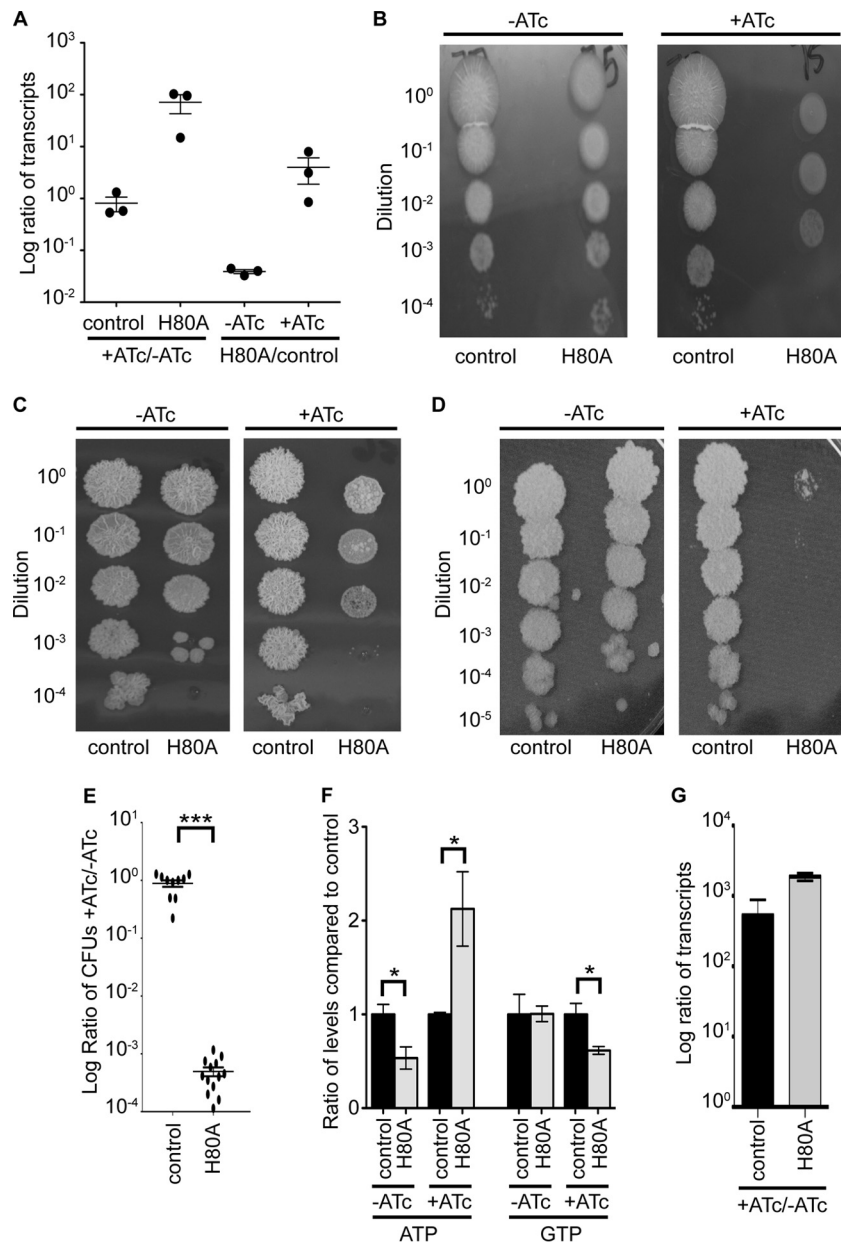 A
Log ratio of transcripts
10³
10²
10¹
10⁰
10⁻¹
10⁻²
control H80A -ATc +ATc
+ATc/-ATc H80A/control
B
-ATc +ATc
Dilution
10⁰
10⁻¹
10⁻²
10⁻³
10⁻⁴
control H80A control H80A
C
-ATc +ATc
Dilution
10⁰
10⁻¹
10⁻²
10⁻³
10⁻⁴
control H80A control H80A
D
-ATc +ATc
Dilution
10⁰
10⁻¹
10⁻²
10⁻³
10⁻⁴
10⁻⁵
control H80A control H80A
E
Log Ratio of CFUs +ATc/-ATc
10¹
10⁰
10⁻¹
10⁻²
10⁻³
10⁻⁴
***
control H80A
F
Ratio of levels compared to control
3
2
1
0
* * *
control H80A control H80A control H80A control H80A
-ATc +ATc -ATc +ATc
ATP GTP
G
Log ratio of transcripts
10⁴
10³
10²
10¹
10⁰
control H80A
+ATc/-ATc